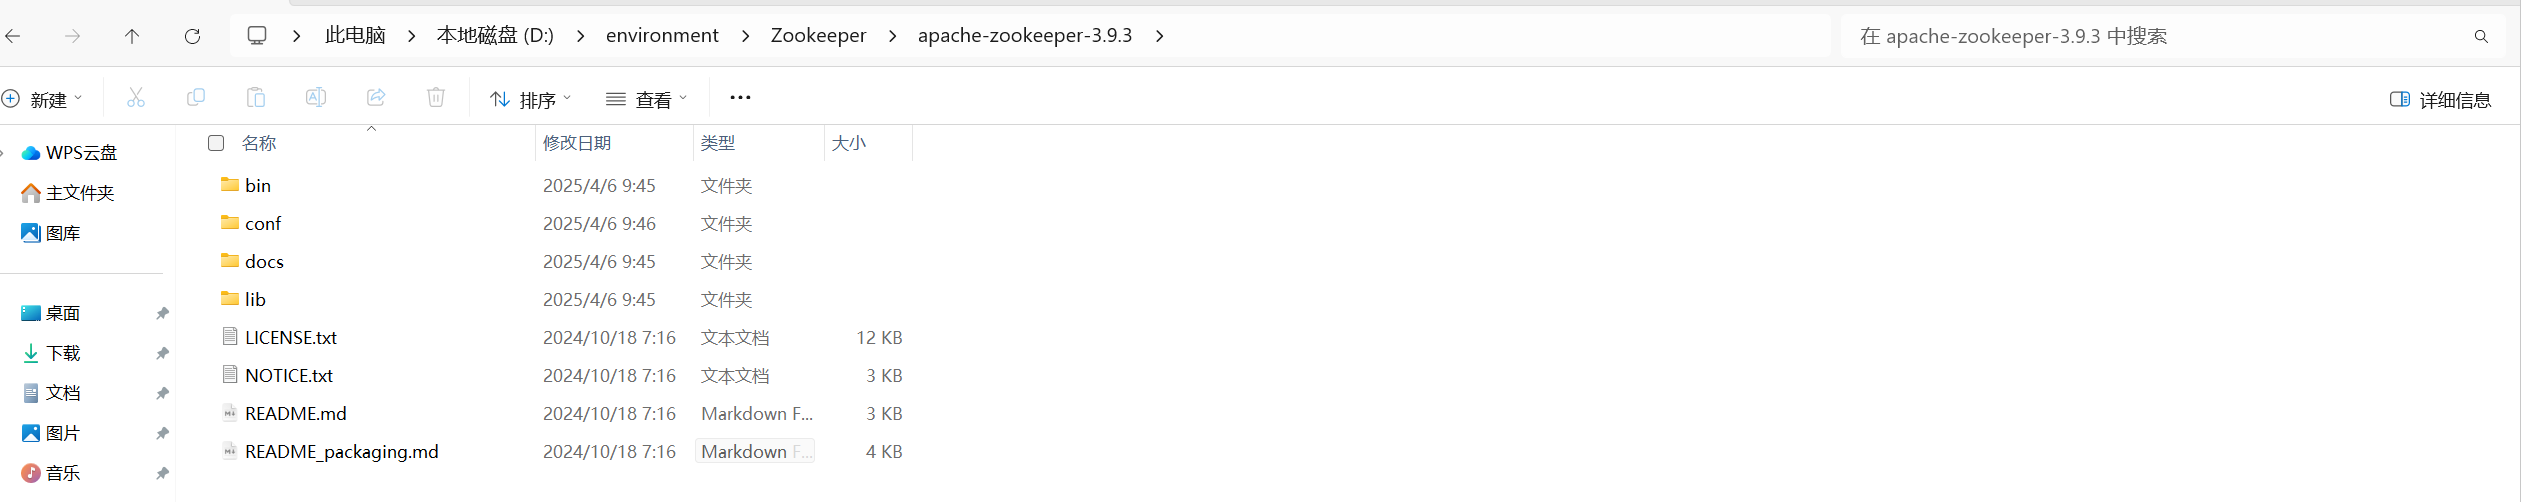 此电脑 本地磁盘 (D:) environment Zookeeper apache-zookeeper-3.9.3 在 apache-zookeeper-3.9.3 中搜索
新建 排序 查看 ... 详细信息
名称 修改日期 类型 大小
WPS云盘
主文件夹
图库
桌面
下载
文档
图片
音乐
bin 2025/4/6 9:45 文件夹
conf 2025/4/6 9:46 文件夹
docs 2025/4/6 9:45 文件夹
lib 2025/4/6 9:45 文件夹
LICENSE.txt 2024/10/18 7:16 文本文档 12 KB
NOTICE.txt 2024/10/18 7:16 文本文档 3 KB
README.md 2024/10/18 7:16 Markdown F... 3 KB
README_packaging.md 2024/10/18 7:16 Markdown F... 4 KB